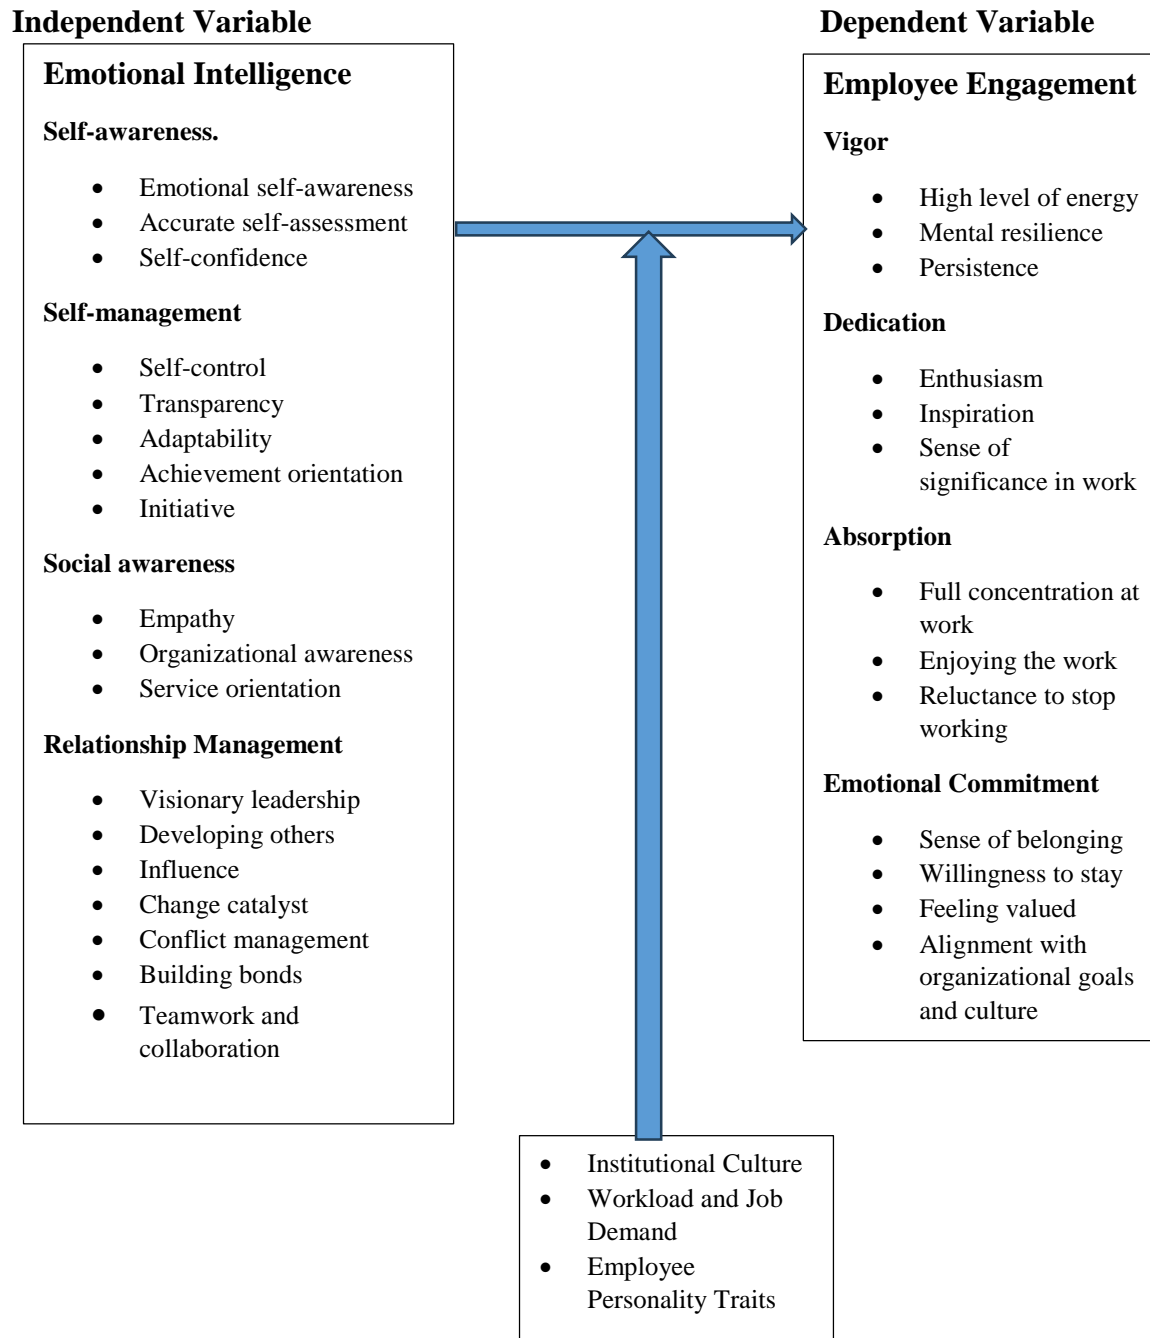 Independent Variable
Dependent Variable
Emotional Intelligence
Self-awareness.
• Emotional self-awareness
• Accurate self-assessment
• Self-confidence
Self-management
• Self-control
• Transparency
• Adaptability
• Achievement orientation
• Initiative
Social awareness
• Empathy
• Organizational awareness
• Service orientation
Relationship Management
• Visionary leadership
• Developing others
• Influence
• Change catalyst
• Conflict management
• Building bonds
• Teamwork and
collaboration
Employee Engagement
Vigor
• High level of energy
• Mental resilience
• Persistence
Dedication
• Enthusiasm
• Inspiration
• Sense of
significance in work
Absorption
• Full concentration at
work
• Enjoying the work
• Reluctance to stop
working
Emotional Commitment
• Sense of belonging
• Willingness to stay
• Feeling valued
• Alignment with
organizational goals
and culture
• Institutional Culture
• Workload and Job
Demand
• Employee
Personality Traits